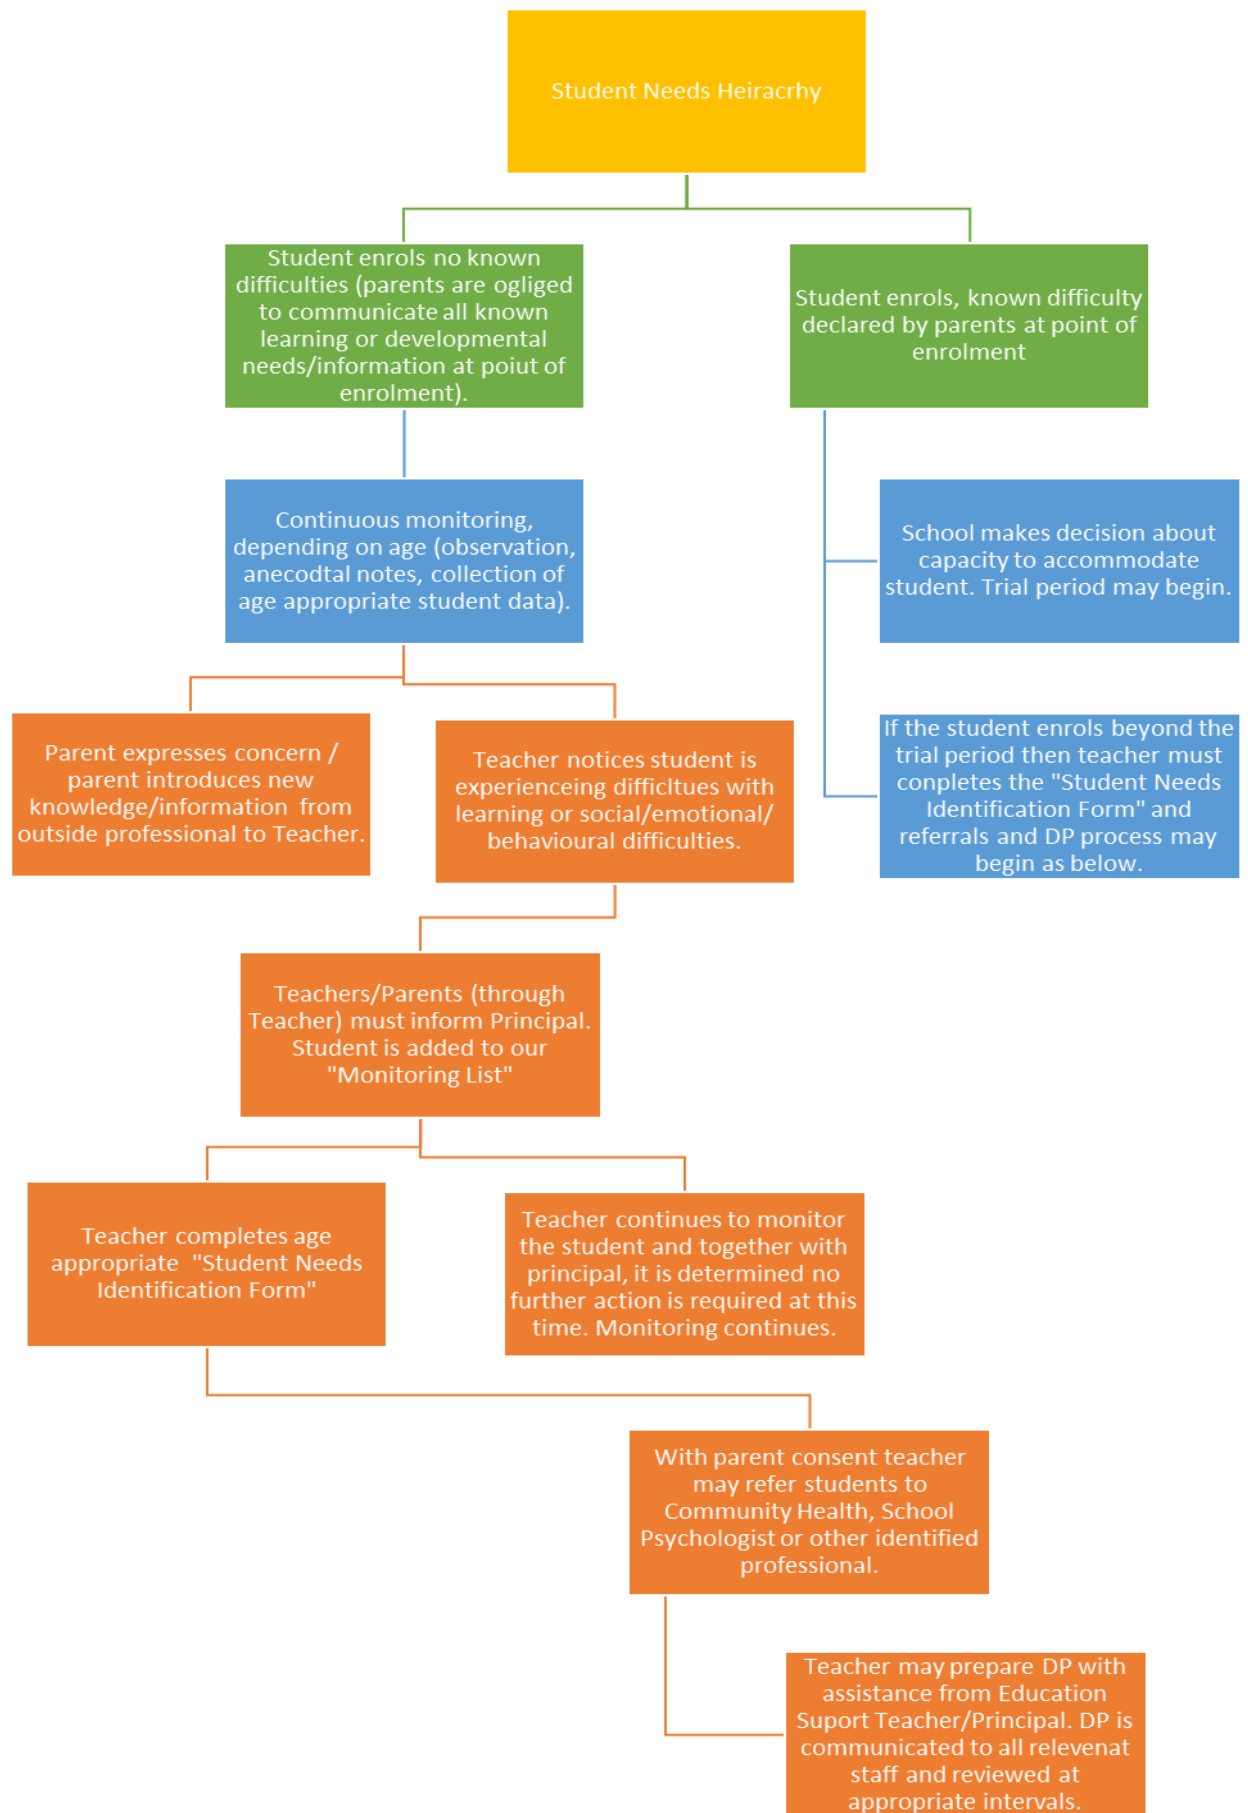 Student Needs Heiracrhy
Student enrols no known
difficulties (parents are ogliged
to communicate all known
learning or developmental
needs/information at poiut of
enrolment).
Student enrols, known difficulty
declared by parents at point of
enrolment
Continuous monitoring,
depending on age (observation,
anecodtal notes, collection of
age appropriate student data).
School makes decision about
capacity to accommodate
student. Trial period may begin.
Parent expresses concern /
parent introduces new
knowledge/information from
outside professional to Teacher.
Teacher notices student is
experienceing difficltues with
learning or social/emotional/
behavioural difficulties.
If the student enrols beyond the
trial period then teacher must
conpletes the "Student Needs
Identification Form" and
referrals and DP process may
begin as below.
Teachers/Parents (through
Teacher) must inform Principal.
Student is added to our
"Monitoring List"
Teacher completes age
appropriate "Student Needs
Identification Form"
Teacher continues to monitor
the student and together with
principal, it is determined no
further action is required at this
time. Monitoring continues.
With parent consent teacher
may refer students to
Community Health, School
Psychologist or other identified
professional.
Teacher may prepare DP with
assistance from Education
Suport Teacher/Principal. DP is
communicated to all relevenat
staff and reviewed at
appropriate intervals.